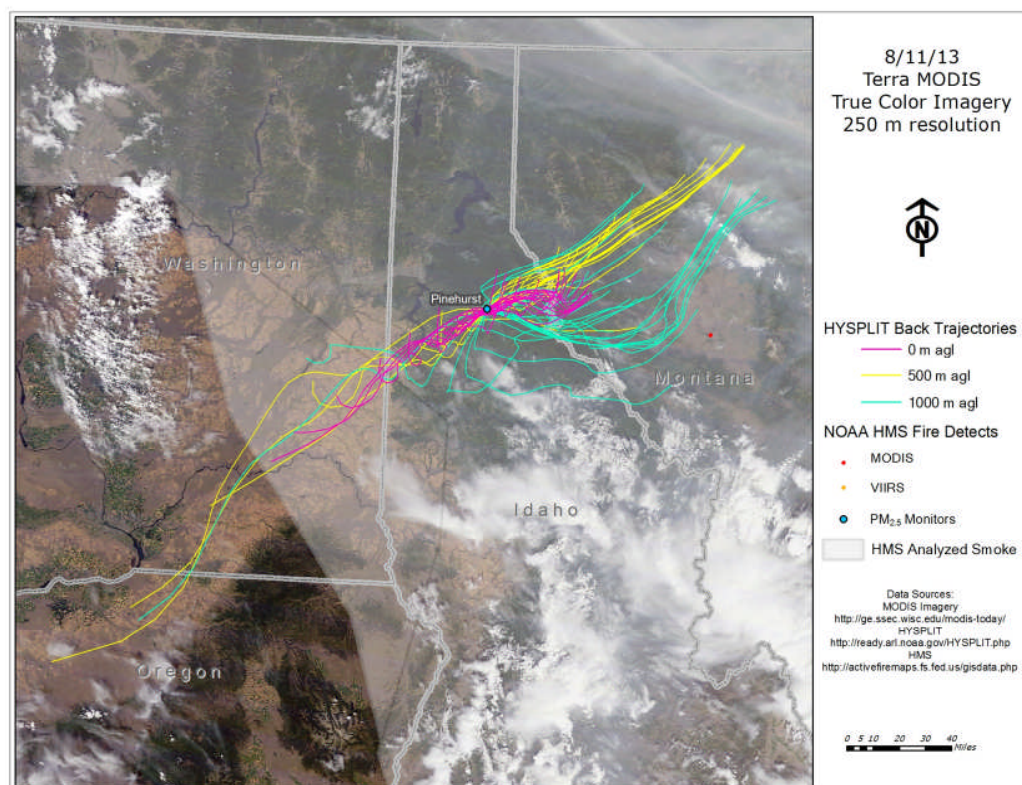 8/11/13
Terra MODIS
True Color Imagery
250 m resolution
N
Washington
Pinehurst
Montana
Idaho
Oregon
HYSPLIT Back Trajectories
0 m agl
500 m agl
1000 m agl
NOAA HMS Fire Detects
MODIS
VIIRS
PM2.5 Monitors
HMS Analyzed Smoke
Data Sources:
MODIS Imagery
http://ge.ssec.wisc.edu/modis-today/
HYSPLIT
http://ready.arl.noaa.gov/HYSPLIT.php
HMS
http://activefiremaps.fs.fed.us/gisdata.php
0 5 10 20 30 40
Miles